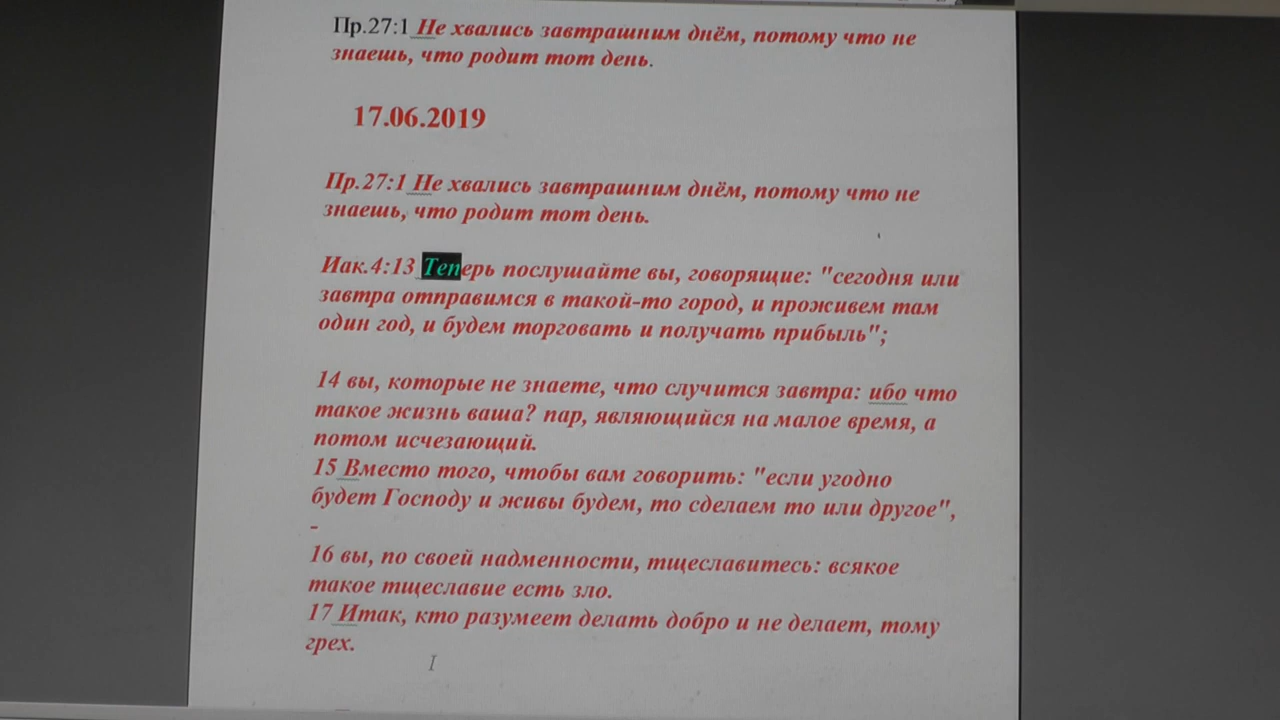 Пр.27:1 Не хвались завтрашним днём, потому что не
знаешь, что родит тот день.
17.06.2019
Пр.27:1 Не хвались завтрашним днём, потому что не
знаешь, что родит тот день.
Иак.4:13 Теперь послушайте вы, говорящие: "сегодня или
завтра отправимся в такой-то город, и проживем там
один год, и будем торговать и получать прибыль";
14 вы, которые не знаете, что случится завтра: ибо что
такое жизнь ваша? пар, являющийся на малое время, а
потом исчезающий.
15 Вместо того, чтобы вам говорить: "если угодно
будет Господу и живы будем, то сделаем то или другое",
-
16 вы, по своей надменности, тщеславитесь: всякое
такое тщеславие есть зло.
17 Итак, кто разумеет делать добро и не делает, тому
грех.